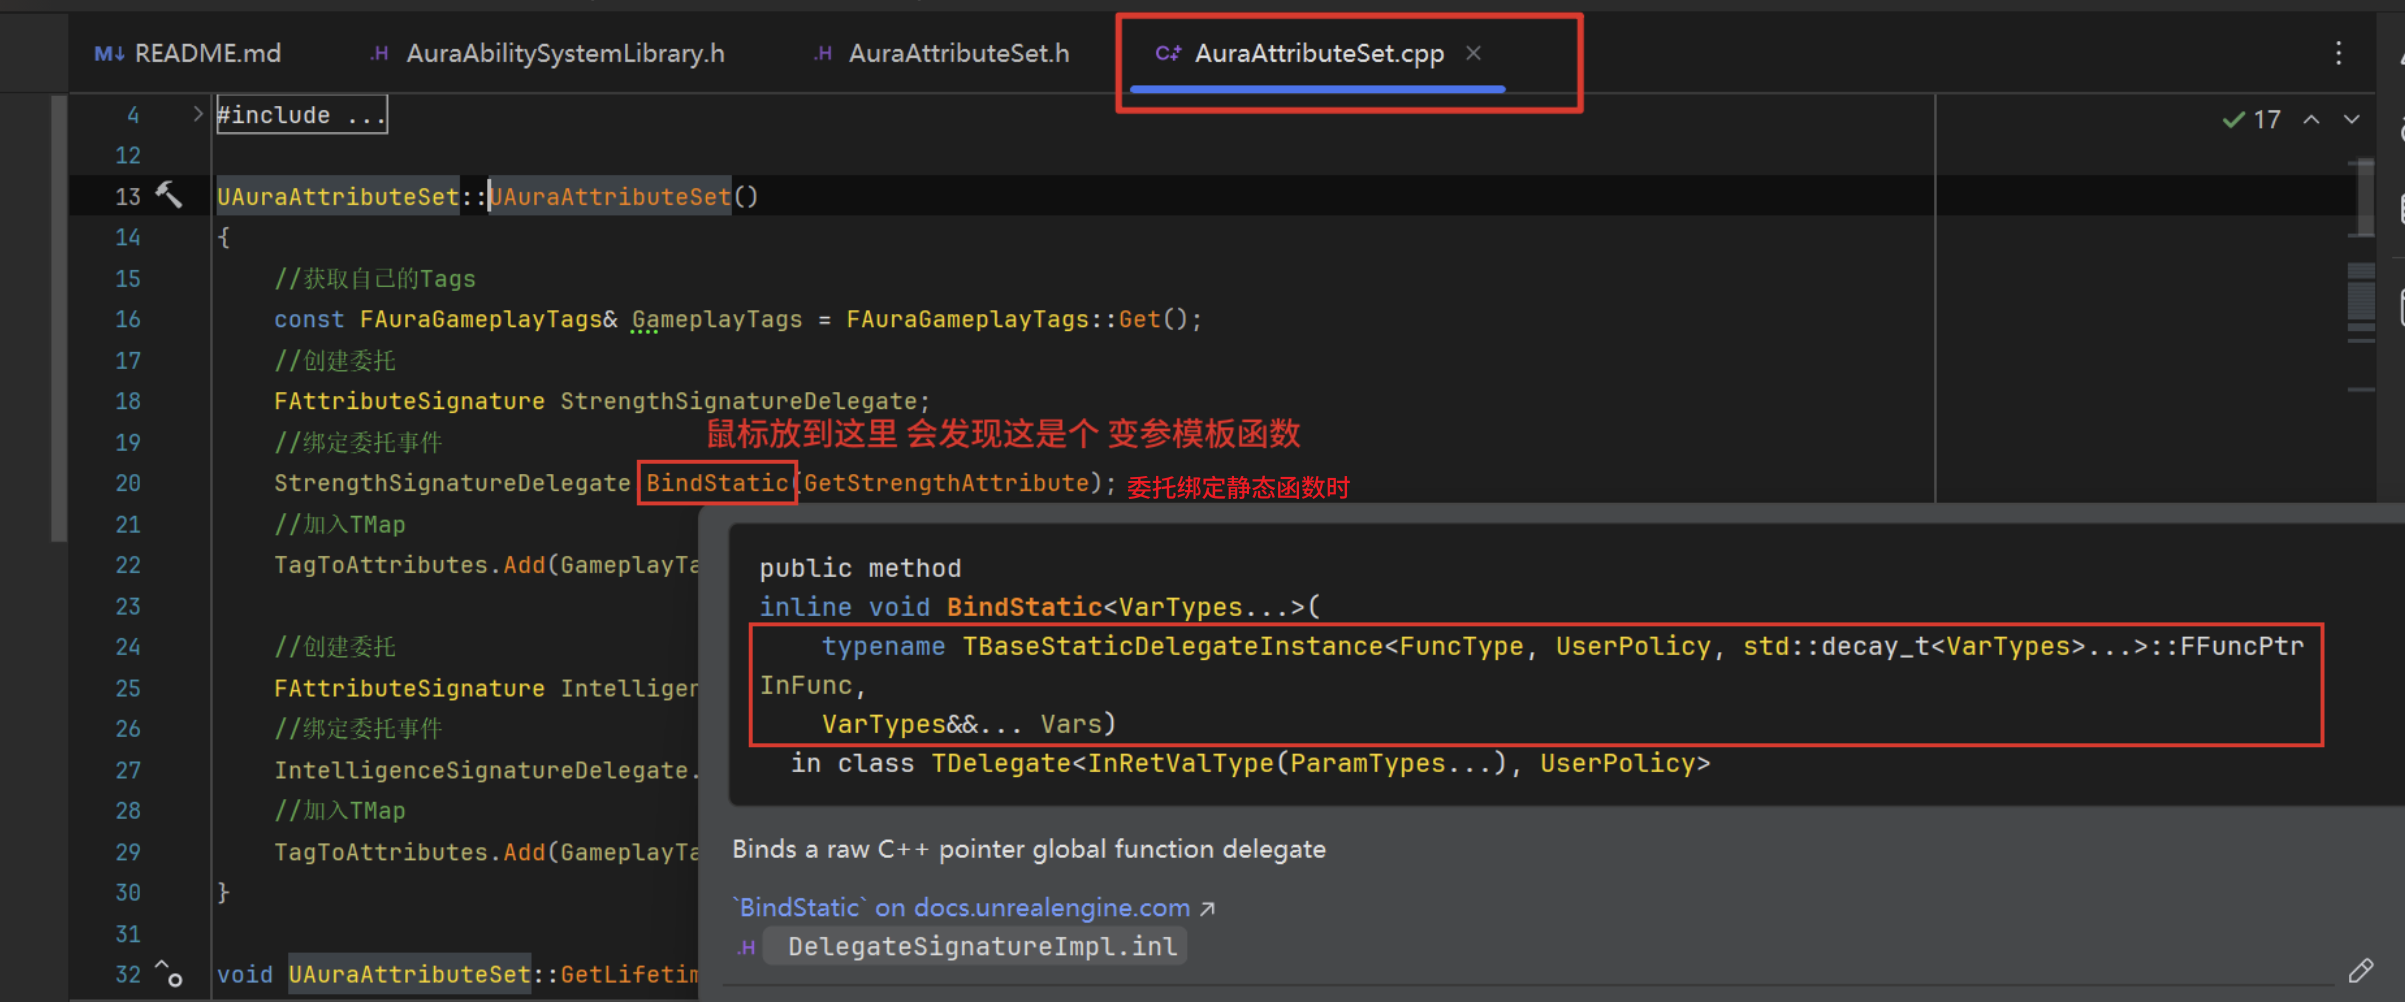 README.md
.H AuraAbilitySystemLibrary.h
.H AuraAttributeSet.h
AuraAttributeSet.cpp
4 #include ...
17
12
13 UAuraAttributeSet::UAuraAttributeSet()
14 {
15 //获取自己的Tags
16 const FAuraGameplayTags& GameplayTags = FAuraGameplayTags::Get();
17 //创建委托
18 FAttributeSignature StrengthSignatureDelegate;
19 //绑定委托事件
鼠标放到这里 会发现这是个 变参模板函数
20 StrengthSignatureDelegate BindStatic(GetStrengthAttribute); 委托绑定静态函数时
21 //加入TMap
22 TagToAttributes.Add(GameplayTa
23
24 //创建委托
25 FAttributeSignature Intelligen
26 //绑定委托事件
27 IntelligenceSignatureDelegate.
28 //加入TMap
29 TagToAttributes.Add(GameplayTa
30 }
31
32 void UAuraAttributeSet::GetLifetim
public method
inline void BindStatic<VarTypes...>(
typename TBaseStaticDelegateInstance<FuncType, UserPolicy, std::decay_t<VarTypes>...>::FFuncPtr
InFunc,
VarTypes&&... Vars)
in class TDelegate<InRetValType(ParamTypes...), UserPolicy>
Binds a raw C++ pointer global function delegate
`BindStatic` on docs.unrealengine.com ↗
.H DelegateSignatureImpl.inl